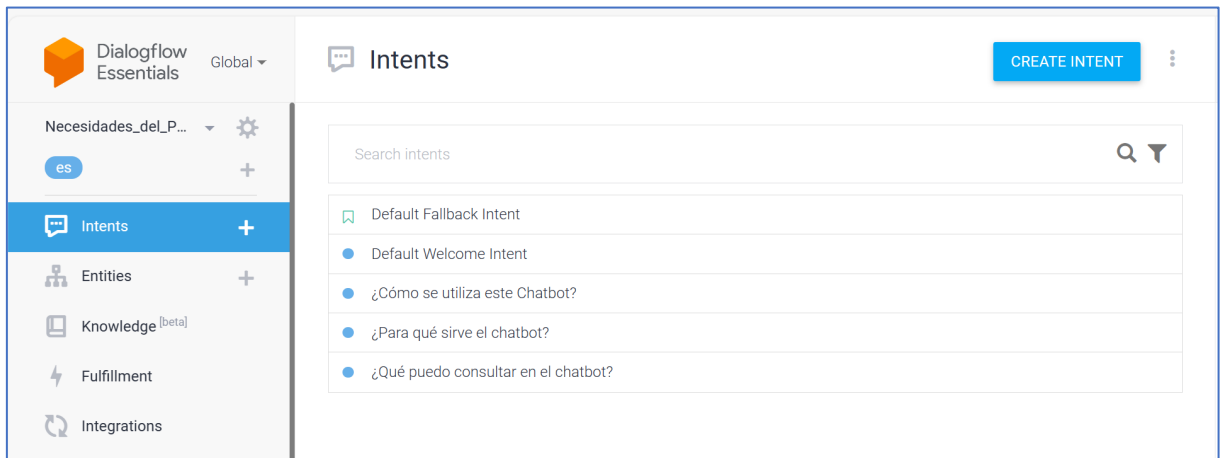 Dialogflow
Essentials
Global
Necesidades_del_P...
es
Intents
Entities
Knowledge [beta]
Fulfillment
Integrations
Intents
CREATE INTENT
Search intents
Default Fallback Intent
Default Welcome Intent
¿Cómo se utiliza este Chatbot?
¿Para qué sirve el chatbot?
¿Qué puedo consultar en el chatbot?